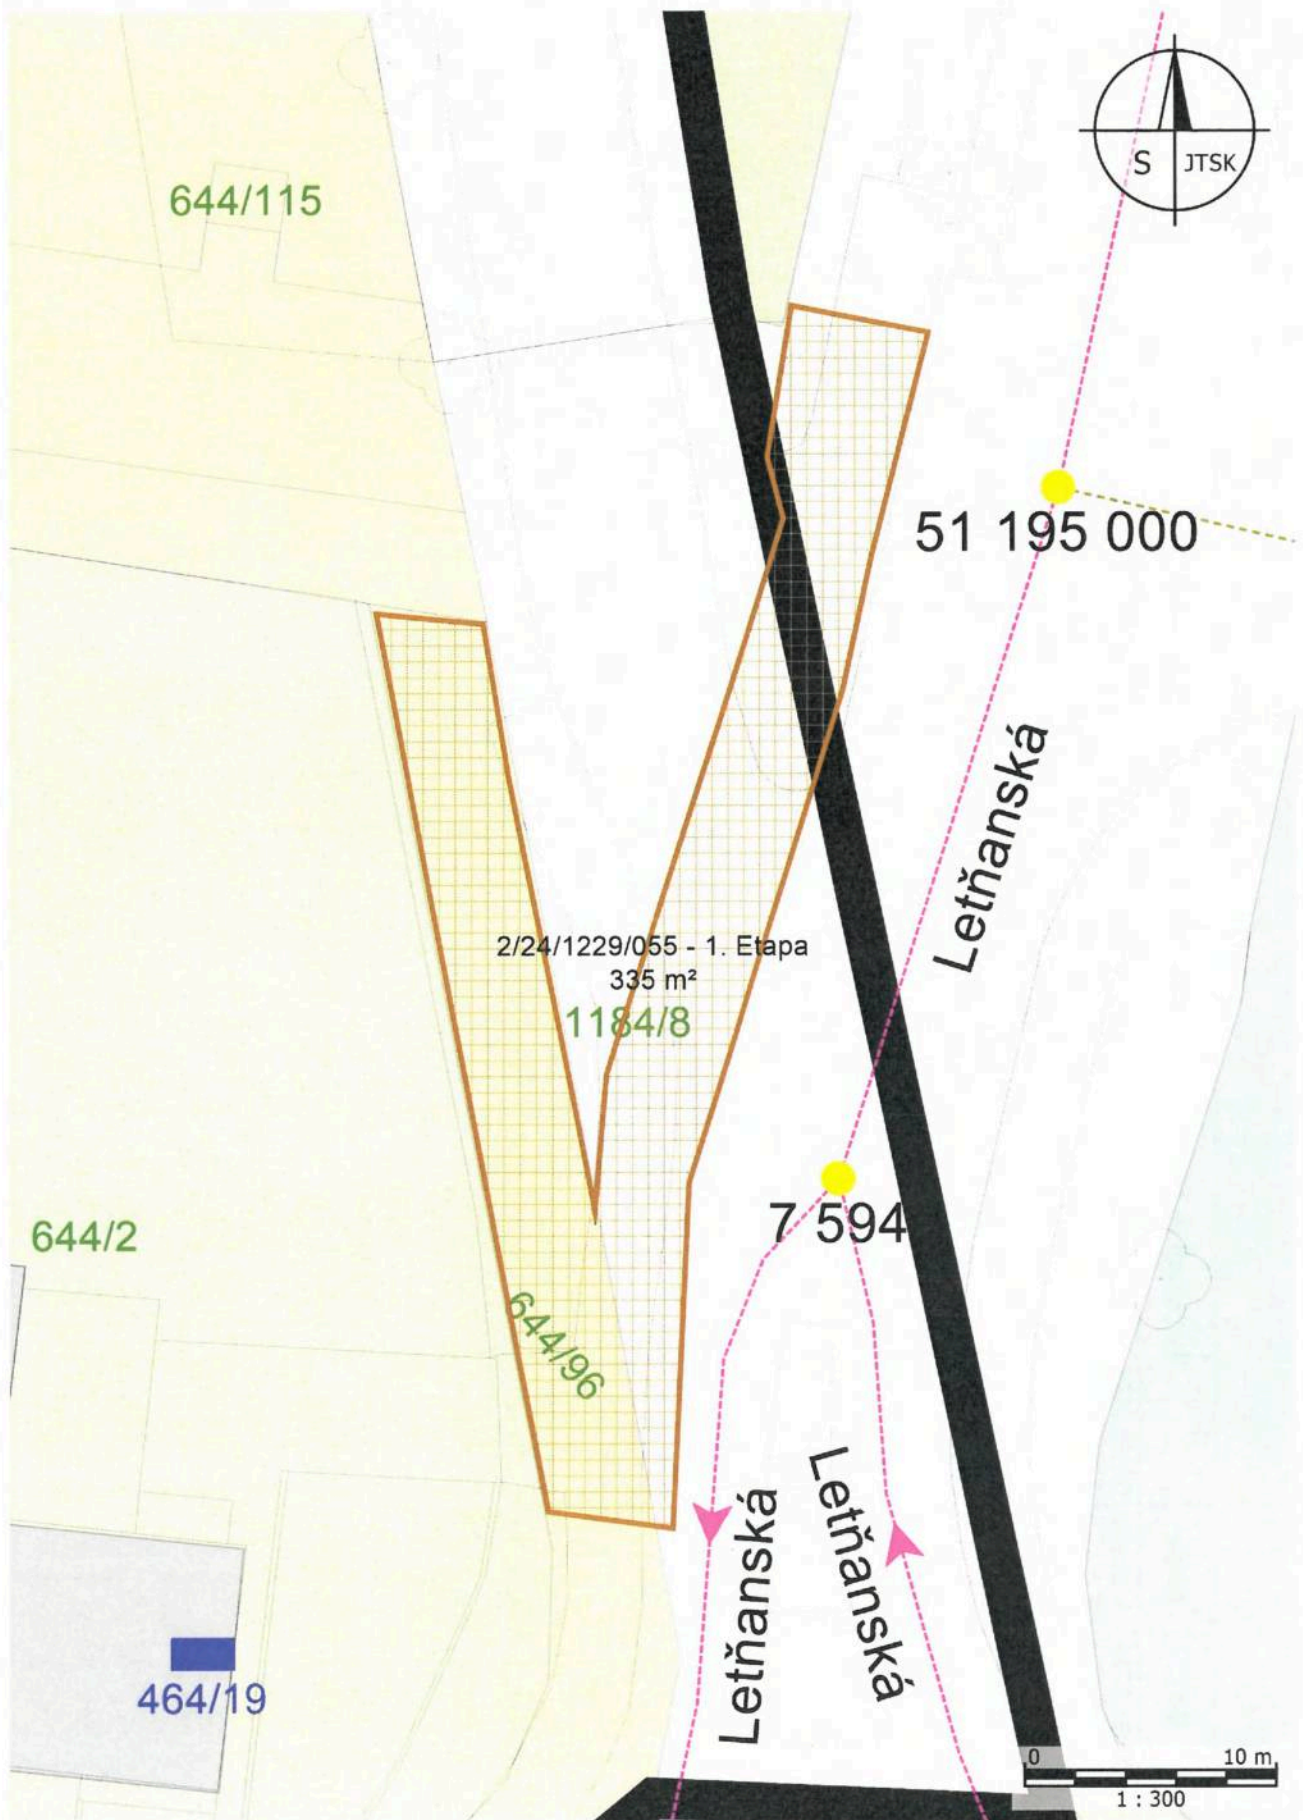 S JTSK
644/115
51 195 000
Letňanská
2/24/1229/055 - 1. Etapa
335 m²
1184/8
7 594
644/2
644/96
Letňanská
Letňanská
464/19
0 10 m
1 : 300